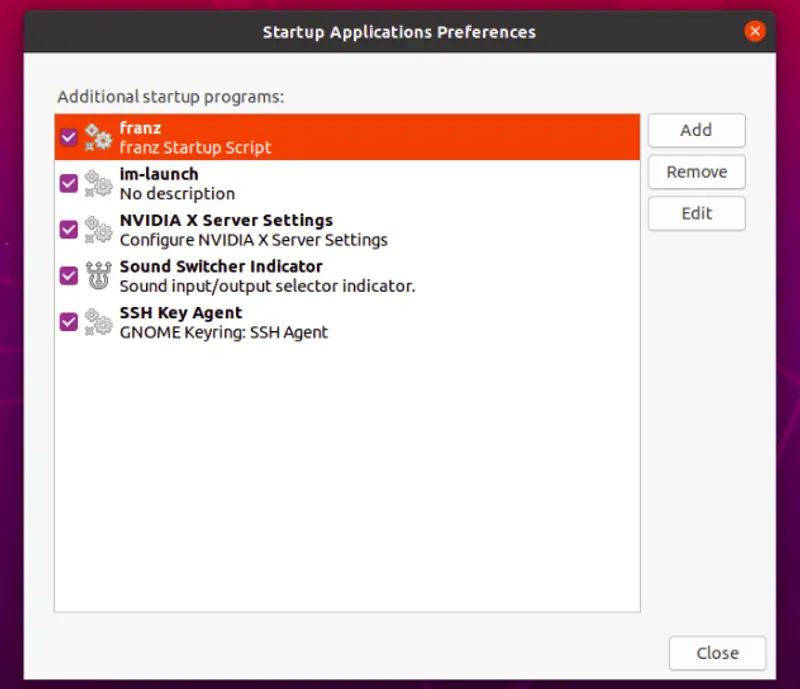 Startup Applications Preferences
Additional startup programs:
franz
franz Startup Script
im-launch
No description
NVIDIA X Server Settings
Configure NVIDIA X Server Settings
Sound Switcher Indicator
Sound input/output selector indicator.
SSH Key Agent
GNOME Keyring: SSH Agent
Add
Remove
Edit
Close